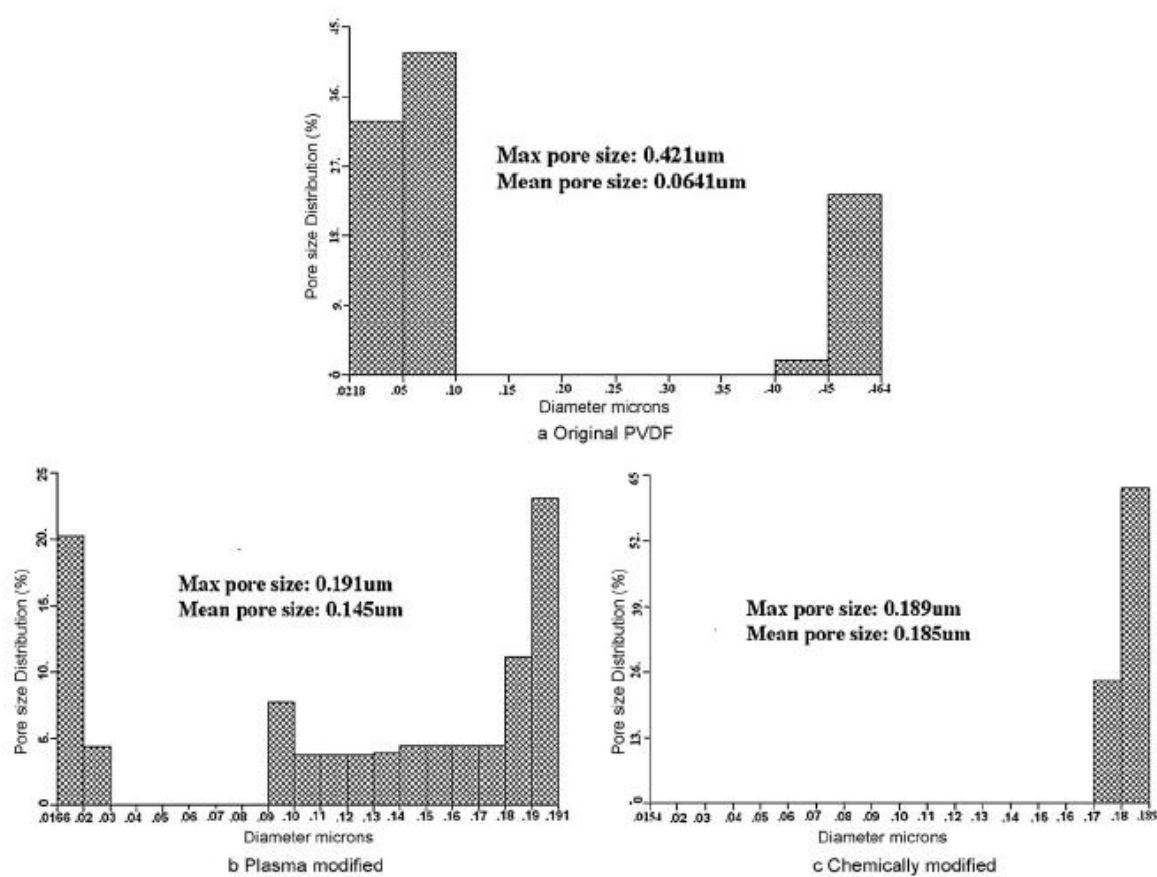 45
36.
27.
18.
9.
.0
Pore size Distribution (%)
Max pore size: 0.421um
Mean pore size: 0.0641um
.0218 .05 .10 .15 .20 .25 .30 .35 .40 .45 .464
Diameter microns
a Original PVDF
25
20.
15.
10.
5.
.0
Pore size Distribution (%)
Max pore size: 0.191um
Mean pore size: 0.145um
.0166 .02 .03 .04 .05 .06 .07 .08 .09 .10 .11 .12 .13 .14 .15 .16 .17 .18 .19 .191
Diameter microns
b Plasma modified
65
52.
39.
26.
13.
.0
Pore size Distribution (%)
Max pore size: 0.189um
Mean pore size: 0.185um
.0154 .02 .03 .04 .05 .06 .07 .08 .09 .10 .11 .12 .13 .14 .15 .16 .17 .18 .189
Diameter microns
c Chemically modified